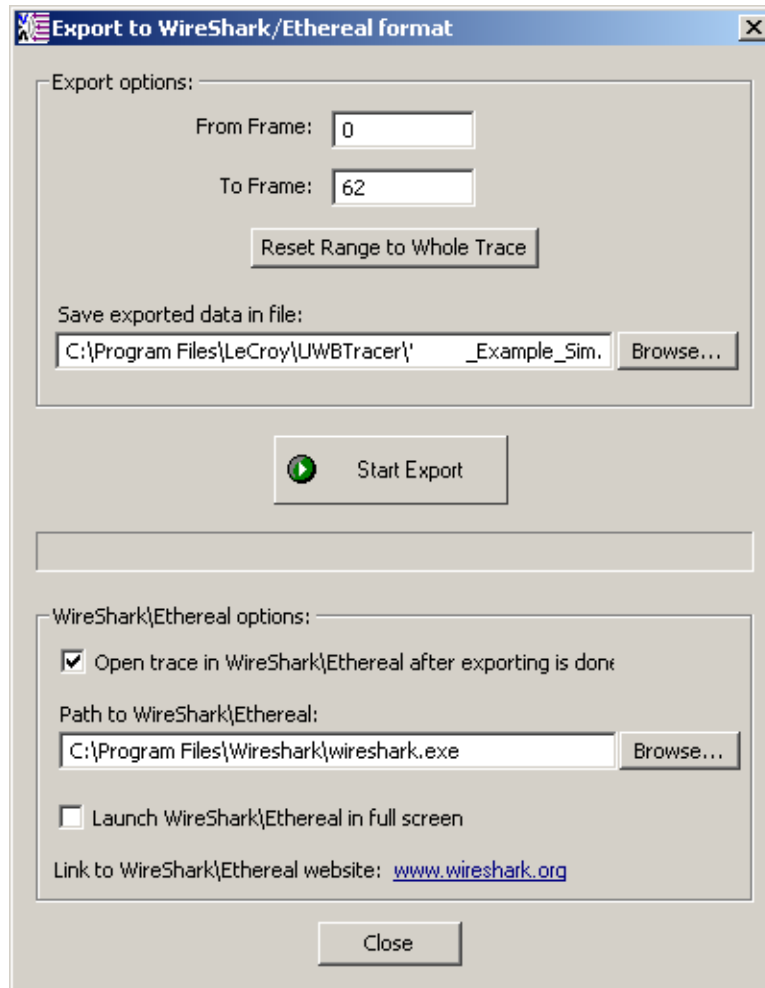 Export to WireShark/Ethereal format
Export options:
From Frame: 0
To Frame: 62
Reset Range to Whole Trace
Save exported data in file:
C:\Program Files\LeCroy\UWBTracer\' _Example_Sim. Browse...
Start Export
WireShark\Ethereal options:
Open trace in WireShark\Ethereal after exporting is done
Path to WireShark\Ethereal:
C:\Program Files\Wireshark\wireshark.exe Browse...
Launch WireShark\Ethereal in full screen
Link to WireShark\Ethereal website: www.wireshark.org
Close